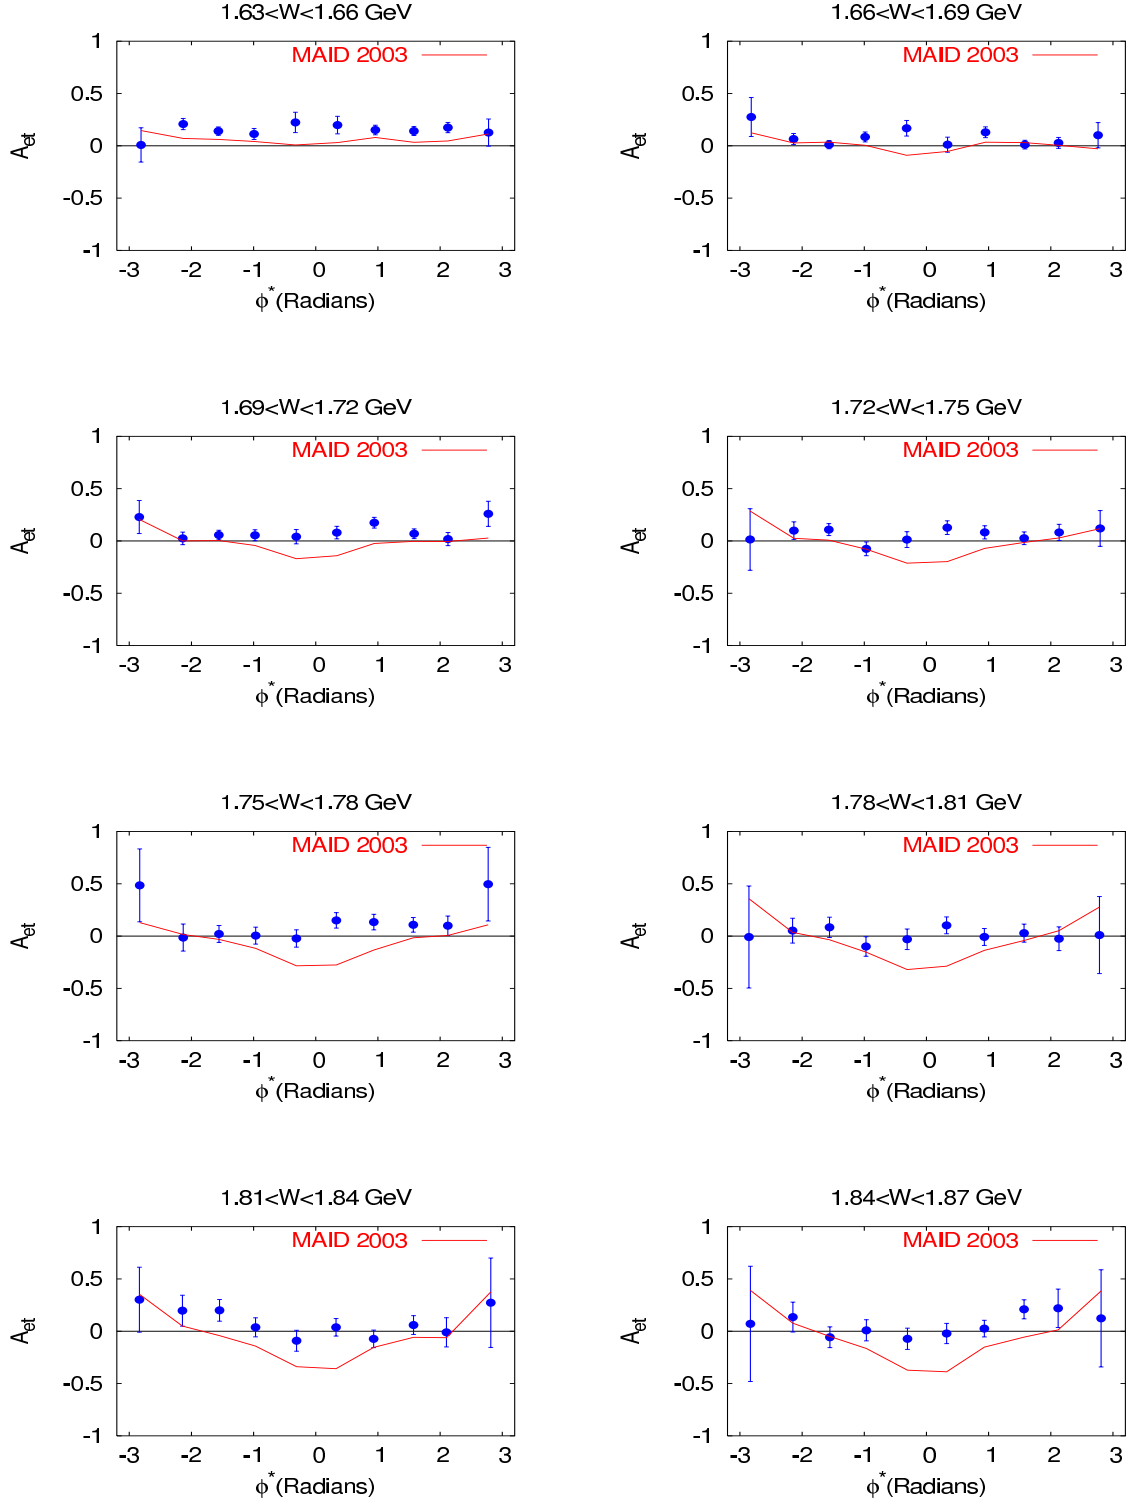 1.63<W<1.66 GeV
1
0.5
0
-0.5
-1
MAID 2003
A_et
-3 -2 -1 0 1 2 3
ϕ*(Radians)
1.66<W<1.69 GeV
1
0.5
0
-0.5
-1
MAID 2003
A_et
-3 -2 -1 0 1 2 3
ϕ*(Radians)
1.69<W<1.72 GeV
1
0.5
0
-0.5
-1
MAID 2003
A_et
-3 -2 -1 0 1 2 3
ϕ*(Radians)
1.72<W<1.75 GeV
1
0.5
0
-0.5
-1
MAID 2003
A_et
-3 -2 -1 0 1 2 3
ϕ*(Radians)
1.75<W<1.78 GeV
1
0.5
0
-0.5
-1
MAID 2003
A_et
-3 -2 -1 0 1 2 3
ϕ*(Radians)
1.78<W<1.81 GeV
1
0.5
0
-0.5
-1
MAID 2003
A_et
-3 -2 -1 0 1 2 3
ϕ*(Radians)
1.81<W<1.84 GeV
1
0.5
0
-0.5
-1
MAID 2003
A_et
-3 -2 -1 0 1 2 3
ϕ*(Radians)
1.84<W<1.87 GeV
1
0.5
0
-0.5
-1
MAID 2003
A_et
-3 -2 -1 0 1 2 3
ϕ*(Radians)